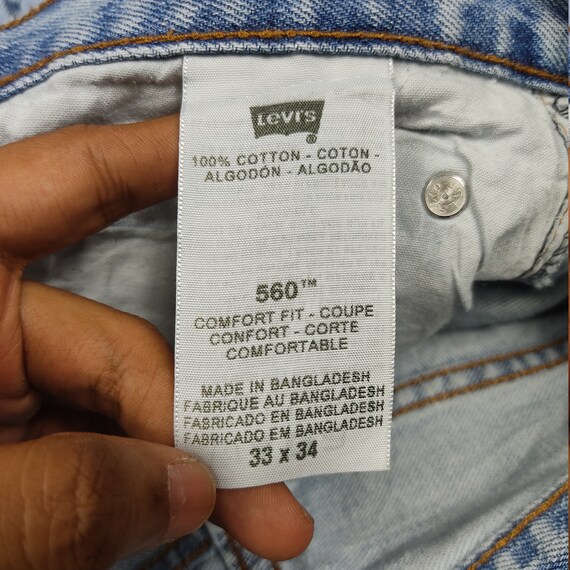 Levi's
®
100% COTTON - COTON -
ALGODÓN - ALGODÃO
560™
COMFORT FIT - COUPE
CONFORT - CORTE
COMFORTABLE
MADE IN BANGLADESH
FABRIQUE AU BANGLADESH
FABRICADO EN BANGLADESH
FABRICADO EM BANGLADESH
33 x 34